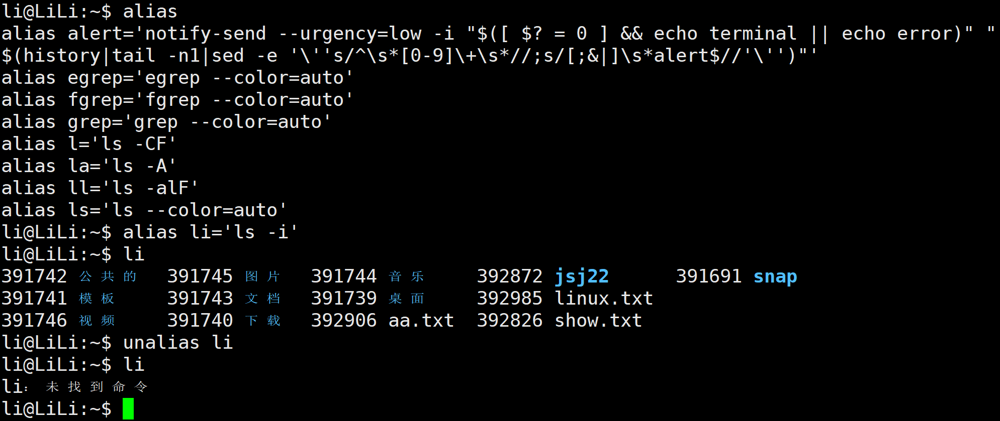 li@LiLi:~$ alias
alias alert='notify-send --urgency=low -i "$([ $? = 0 ] && echo terminal || echo error)" "
$(history|tail -n1|sed -e '\''s/^\s*[0-9]\+\s*//;s/[;&|]\s*alert$//'\'')"'
alias egrep='egrep --color=auto'
alias fgrep='fgrep --color=auto'
alias grep='grep --color=auto'
alias l='ls -CF'
alias la='ls -A'
alias ll='ls -alF'
alias ls='ls --color=auto'
li@LiLi:~$ alias li='ls -i'
li@LiLi:~$ li
391742 公共的 391745 图片 391744 音乐 392872 jsj22 391691 snap
391741 模板 391743 文档 391739 桌面 392985 linux.txt
391746 视频 391740 下载 392906 aa.txt 392826 show.txt
li@LiLi:~$ unalias li
li@LiLi:~$ li
li：未找到命令
li@LiLi:~$